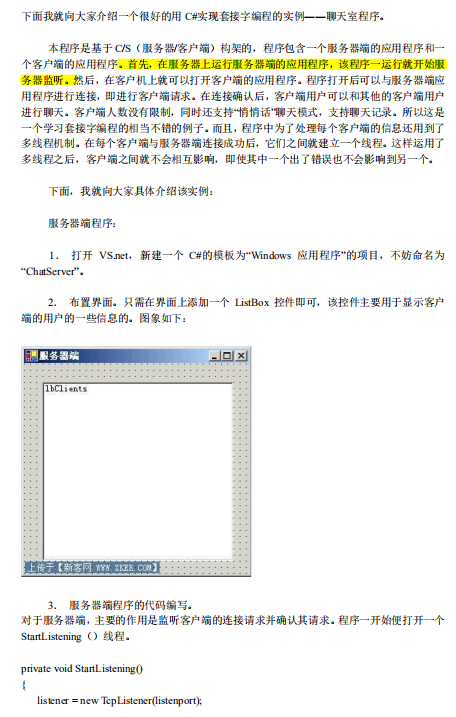 下面我就向大家介绍一个很好的用 C#实现套接字编程的实例——聊天室程序。
本程序是基于 C/S（服务器/客户端）构架的，程序包含一个服务器端的应用程序和一
个客户端的应用程序。首先，在服务器上运行服务器端的应用程序，该程序一运行就开始服
务器监听。然后，在客户机上就可以打开客户端的应用程序。程序打开后可以与服务器端应
用程序进行连接，即进行客户端请求。在连接确认后，客户端用户可以和其他的客户端用户
进行聊天。客户端人数没有限制，同时还支持“悄悄话”聊天模式，支持聊天记录。所以这是
一个学习套接字编程的相当不错的例子。而且，程序中为了处理每个客户端的信息还用到了
多线程机制。在每个客户端与服务器端连接成功后，它们之间就建立一个线程。这样运用了
多线程之后，客户端之间就不会相互影响，即使其中一个出了错误也不会影响到另一个。
下面，我就向大家具体介绍该实例：
服务器端程序：
1． 打开 VS.net，新建一个 C#的模板为“Windows 应用程序”的项目，不妨命名为
“ChatServer”。
2． 布置界面。只需在界面上添加一个 ListBox 控件即可，该控件主要用于显示客户
端的用户的一些信息的。图象如下：
服务器端
lbClients
上传于【新客网 WWW.XKER.COM】
3． 服务器端程序的代码编写。
对于服务器端，主要的作用是监听客户端的连接请求并确认其请求。程序一开始便打开一个
StartListening（）线程。
private void StartListening()
{
listener = new TcpListener(listenport);